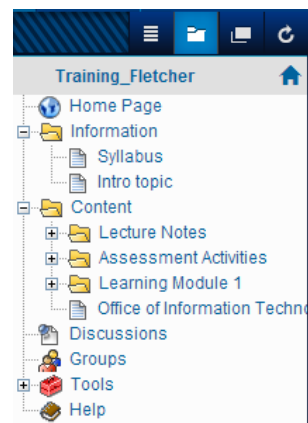 Training_Fletcher
Home Page
Information
Syllabus
Intro topic
Content
Lecture Notes
Assessment Activities
Learning Module 1
Office of Information Techno
Discussions
Groups
Tools
Help